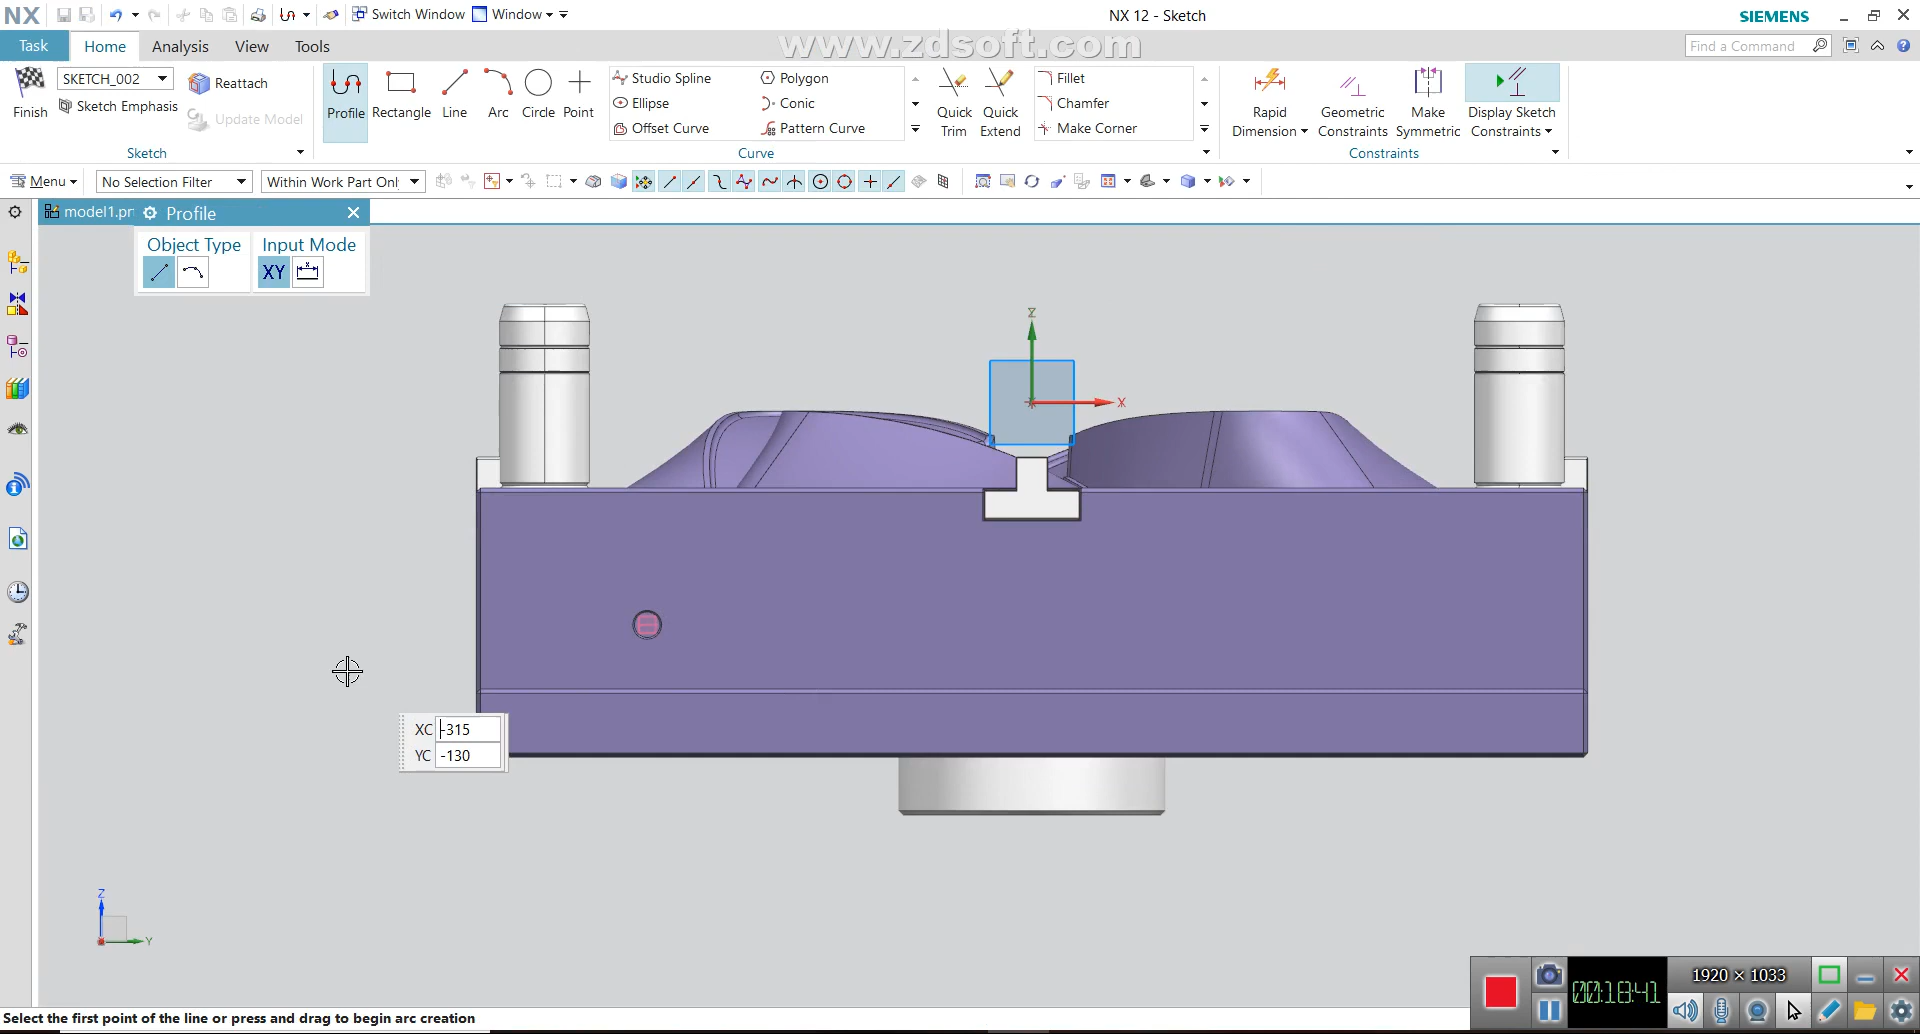 NX
Switch Window
Window
NX 12 - Sketch
SIEMENS
Task
Home
Analysis
View
Tools
www.zdsoft.com
Find a Command
Finish
SKETCH_002
Sketch Emphasis
Reattach
Update Model
Sketch
Profile
Rectangle
Line
Arc
Circle
Point
Studio Spline
Ellipse
Offset Curve
Polygon
Conic
Pattern Curve
Curve
Quick Trim
Quick Extend
Fillet
Chamfer
Make Corner
Rapid Dimension
Geometric Constraints
Make Symmetric
Display Sketch Constraints
Constraints
Menu
No Selection Filter
Within Work Part Onl
model1.pr
Profile
Object Type
Input Mode
XY
Z
X
XC -315
YC -130
Z
Y
Select the first point of the line or press and drag to begin arc creation
00:18:41
1920 × 1033